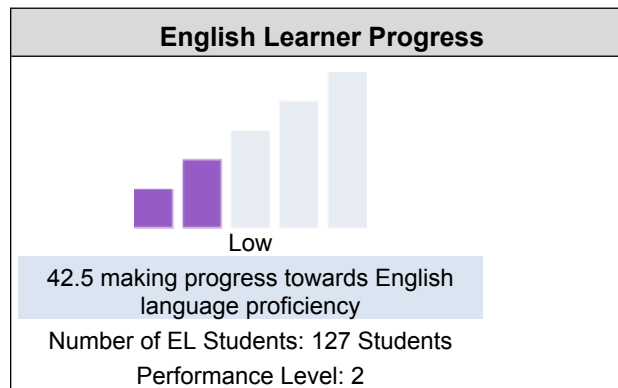 English Learner Progress
Low
42.5 making progress towards English
language proficiency
Number of EL Students: 127 Students
Performance Level: 2